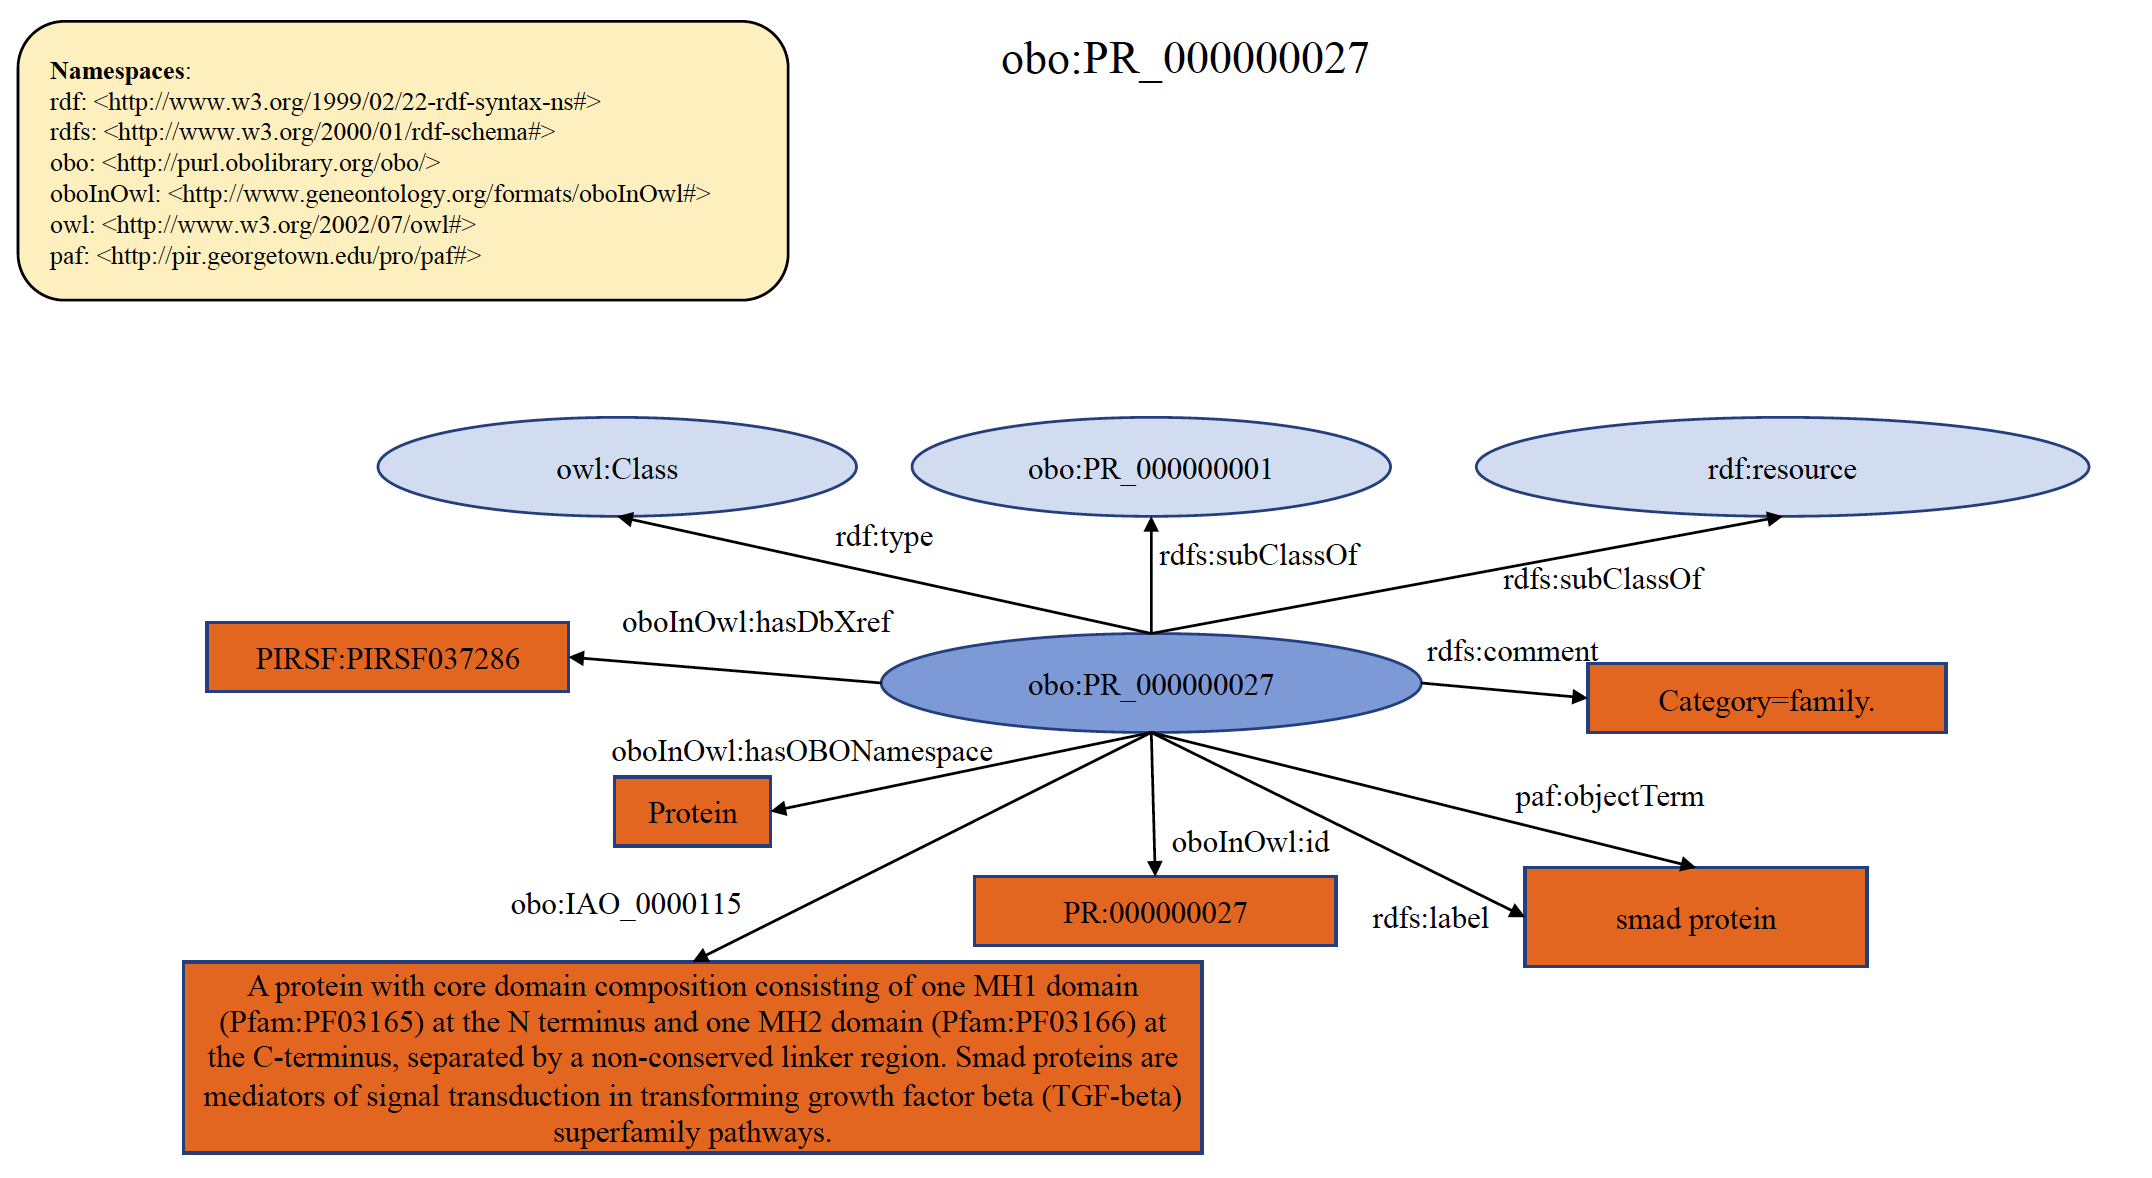 obo:PR_000000027
Namespaces:
rdf: <http://www.w3.org/1999/02/22-rdf-syntax-ns#>
rdfs: <http://www.w3.org/2000/01/rdf-schema#>
obo: <http://purl.obolibrary.org/obo/>
oboInOwl: <http://www.geneontology.org/formats/oboInOwl#>
owl: <http://www.w3.org/2002/07/owl#>
paf: <http://pir.georgetown.edu/pro/paf#>
owl:Class
obo:PR_000000001
rdf:resource
rdf:type
rdfs:subClassOf
rdfs:subClassOf
oboInOwl:hasDbXref
rdfs:comment
PIRSF:PIRSF037286
obo:PR_000000027
Category=family.
oboInOwl:hasOBONamespace
paf:objectTerm
Protein
oboInOwl:id
obo:IAO_0000115
PR:000000027
rdfs:label
smad protein
A protein with core domain composition consisting of one MH1 domain
(Pfam:PF03165) at the N terminus and one MH2 domain (Pfam:PF03166) at
the C-terminus, separated by a non-conserved linker region. Smad proteins are
mediators of signal transduction in transforming growth factor beta (TGF-beta)
superfamily pathways.